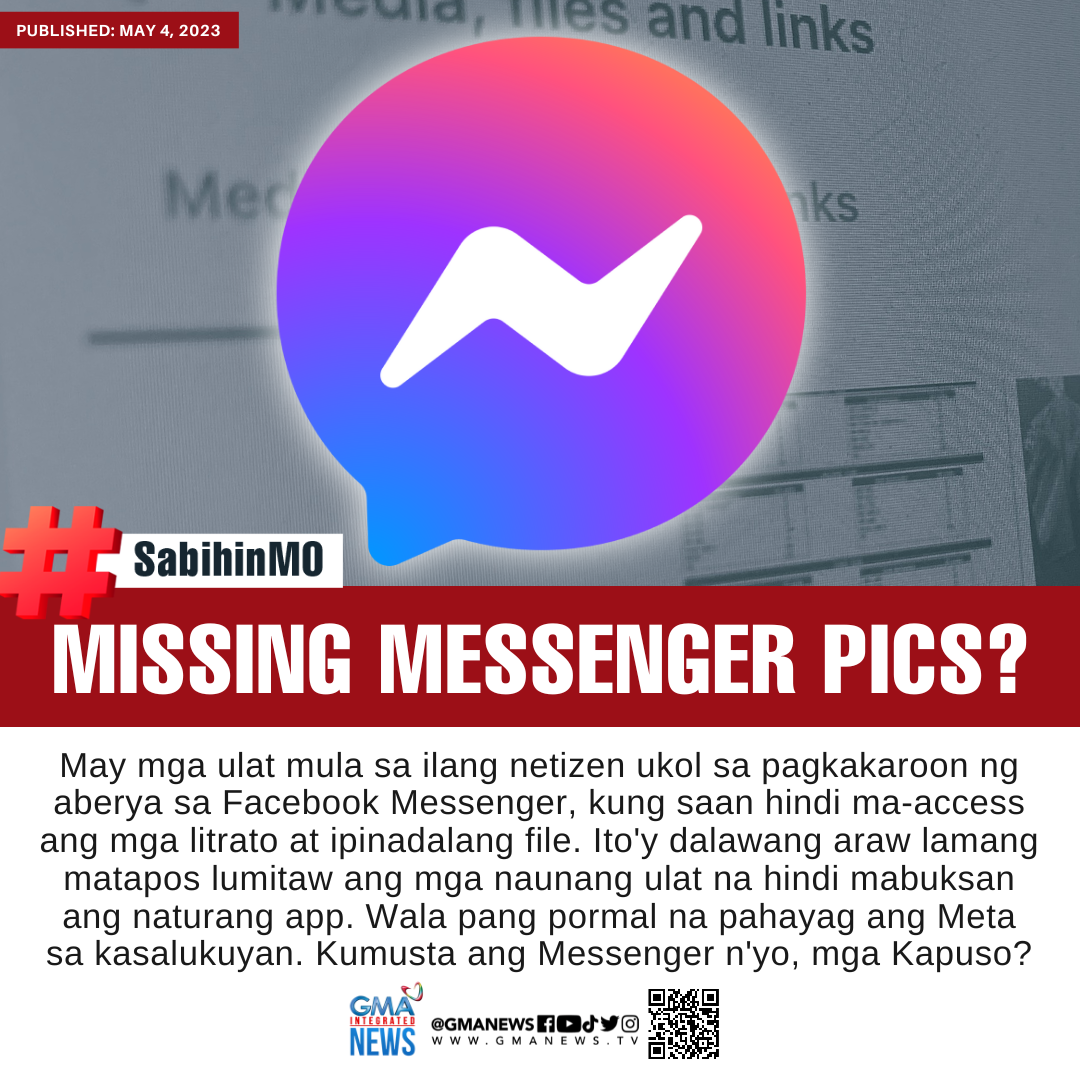 PUBLISHED: MAY 4, 2023
Media, files and links
Med
nks
#SabihinMO
MISSING MESSENGER PICS?
May mga ulat mula sa ilang netizen ukol sa pagkakaroon ng
aberya sa Facebook Messenger, kung saan hindi ma-access
ang mga litrato at ipinadalang file. Ito'y dalawang araw lamang
matapos lumitaw ang mga naunang ulat na hindi mabuksan
ang naturang app. Wala pang pormal na pahayag ang Meta
sa kasalukuyan. Kumusta ang Messenger n'yo, mga Kapuso?
GMA
INTEGRATED
NEWS
@GMANEWS
WWW.GMANEWS.TV